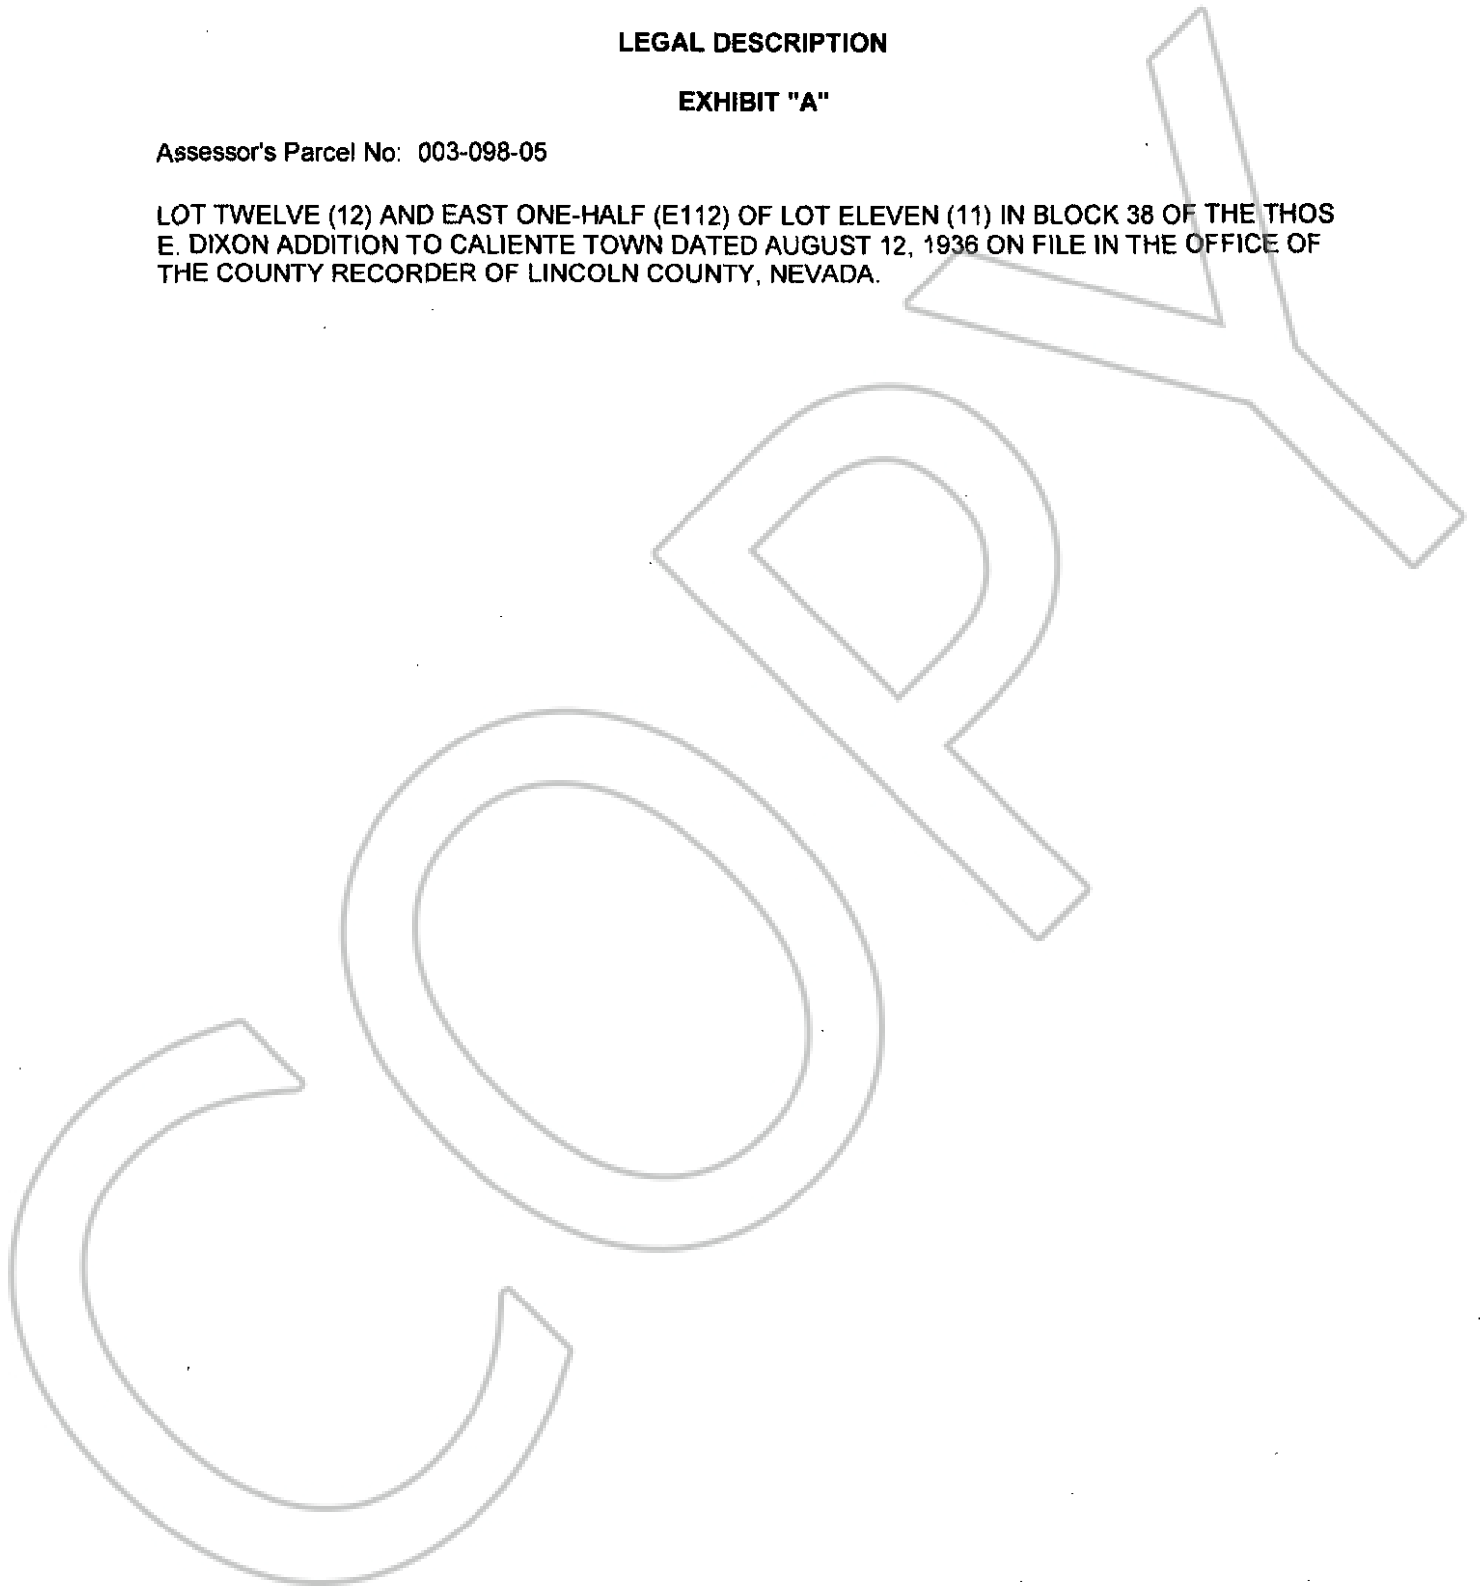 LEGAL DESCRIPTION
EXHIBIT "A"
Assessor's Parcel No: 003-098-05
LOT TWELVE (12) AND EAST ONE-HALF (E112) OF LOT ELEVEN (11) IN BLOCK 38 OF THE THOS
E. DIXON ADDITION TO CALIENTE TOWN DATED AUGUST 12, 1936 ON FILE IN THE OFFICE OF
THE COUNTY RECORDER OF LINCOLN COUNTY, NEVADA.
COPY